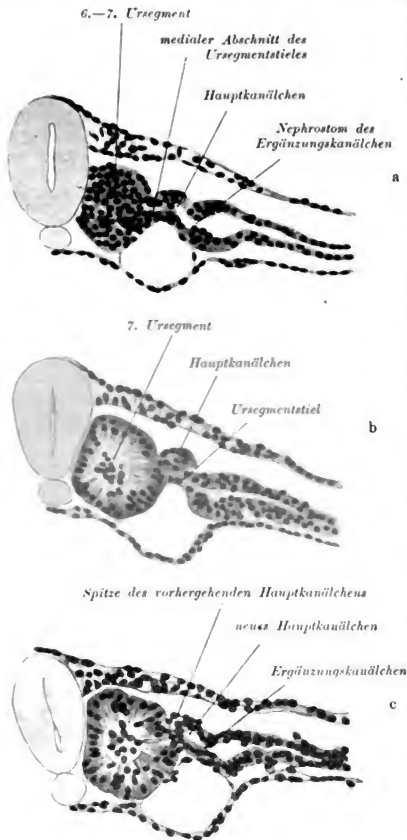 6.—7. Ursegment
medialer Abschnitt des
Ursegmentstieles
Hauptkanälchen
Nephrostom des
Ergänzungskanälchen
a
7. Ursegment
Hauptkanälchen
Ursegmentstiel
b
Spitze des vorhergehenden Hauptkanälchens
neues Hauptkanälchen
Ergänzungskanälchen
c